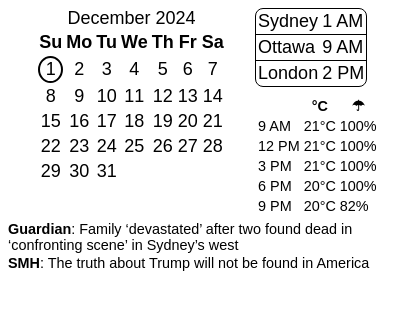 December 2024
Su Mo Tu We Th Fr Sa
1 2 3 4 5 6 7
8 9 10 11 12 13 14
15 16 17 18 19 20 21
22 23 24 25 26 27 28
29 30 31
Sydney 1 AM
Ottawa 9 AM
London 2 PM
°C ☂
9 AM 21°C 100%
12 PM 21°C 100%
3 PM 21°C 100%
6 PM 20°C 100%
9 PM 20°C 82%
Guardian: Family ‘devastated’ after two found dead in
‘confronting scene’ in Sydney’s west
SMH: The truth about Trump will not be found in America